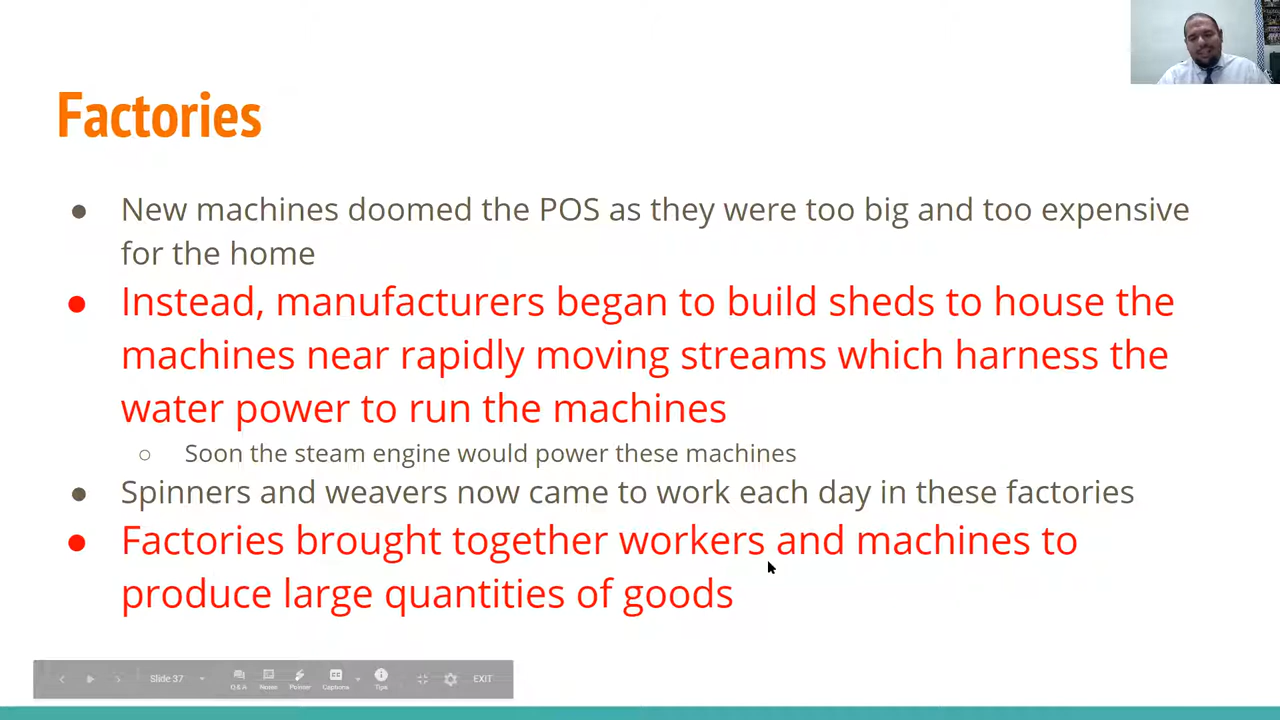 Factories
● New machines doomed the POS as they were too big and too expensive
for the home
● Instead, manufacturers began to build sheds to house the
machines near rapidly moving streams which harness the
water power to run the machines
○ Soon the steam engine would power these machines
● Spinners and weavers now came to work each day in these factories
● Factories brought together workers and machines to
produce large quantities of goods
Slide 37 Q&A Notes Pointer Captions Tips EXIT